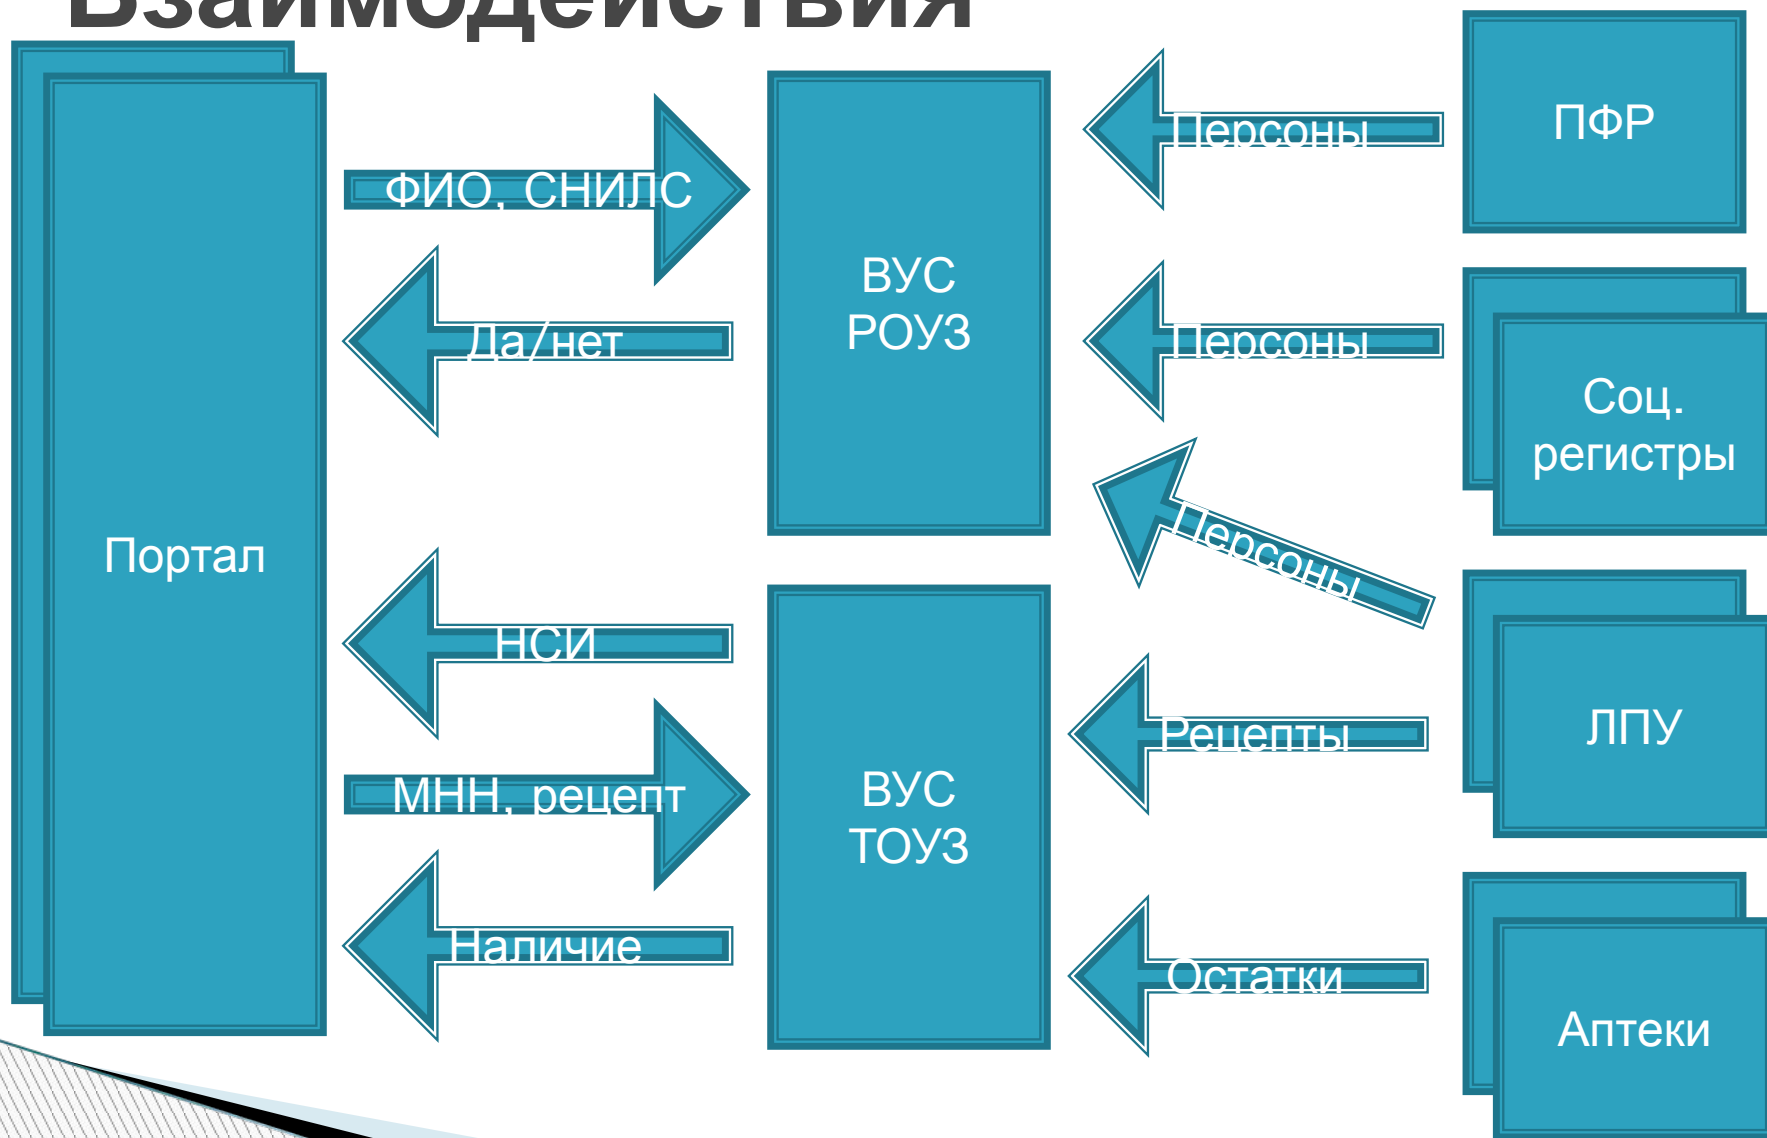 Взаимодействия
Портал
ФИО, СНИЛС
Да/нет
НСИ
МНН, рецепт
Наличие
ВУС
РОУЗ
ВУС
ТОУЗ
Персоны
Персоны
Персоны
Рецепты
Остатки
ПФР
Соц.
регистры
ЛПУ
Аптеки